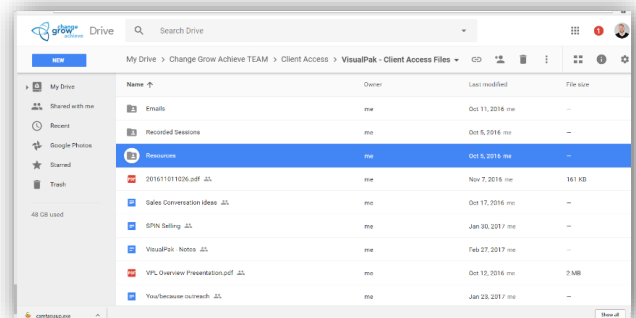 change
grow
achieve
Drive
Search Drive
1
NEW
My Drive > Change Grow Achieve TEAM > Client Access > VisualPak - Client Access Files
My Drive
Shared with me
Recent
Google Photos
Starred
Trash
48 GB used
Name Owner Last modified File size
Emails me Oct 11, 2016 me –
Recorded Sessions me Oct 5, 2016 me –
Resources me Oct 5, 2016 me –
201611011026.pdf me Nov 7, 2016 me 161 KB
Sales Conversation ideas me Oct 17, 2016 me –
SPIN Selling me Jan 30, 2017 me –
VisualPak - Notes me Feb 27, 2017 me –
VPL Overview Presentation.pdf me Oct 12, 2016 me 2 MB
You/because outreach me Jan 23, 2017 me –
Show all